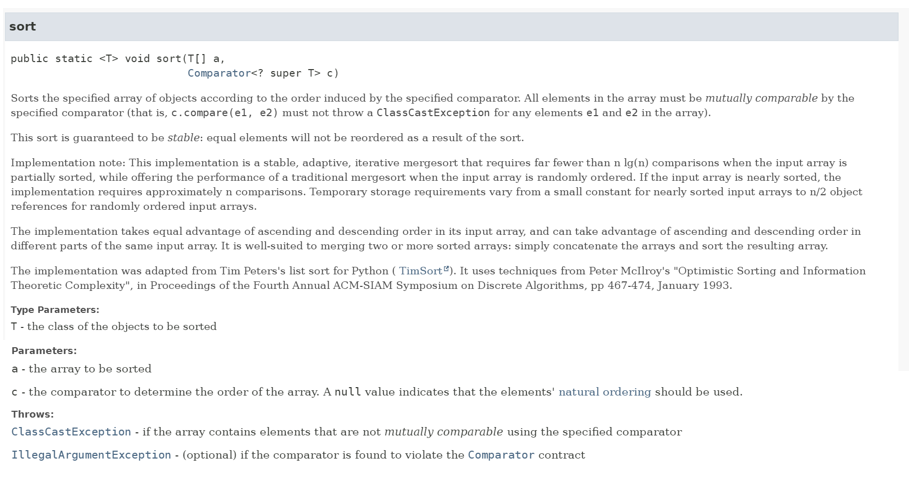 sort
public static <T> void sort(T[] a,
Comparator<? super T> c)
Sorts the specified array of objects according to the order induced by the specified comparator. All elements in the array must be mutually comparable by the
specified comparator (that is, c.compare(e1, e2) must not throw a ClassCastException for any elements e1 and e2 in the array).
This sort is guaranteed to be stable: equal elements will not be reordered as a result of the sort.
Implementation note: This implementation is a stable, adaptive, iterative mergesort that requires far fewer than n lg(n) comparisons when the input array is
partially sorted, while offering the performance of a traditional mergesort when the input array is randomly ordered. If the input array is nearly sorted, the
implementation requires approximately n comparisons. Temporary storage requirements vary from a small constant for nearly sorted input arrays to n/2 object
references for randomly ordered input arrays.
The implementation takes equal advantage of ascending and descending order in its input array, and can take advantage of ascending and descending order in
different parts of the same input array. It is well-suited to merging two or more sorted arrays: simply concatenate the arrays and sort the resulting array.
The implementation was adapted from Tim Peters's list sort for Python ( TimSort). It uses techniques from Peter McIlroy's "Optimistic Sorting and Information
Theoretic Complexity", in Proceedings of the Fourth Annual ACM-SIAM Symposium on Discrete Algorithms, pp 467-474, January 1993.
Type Parameters:
T - the class of the objects to be sorted
Parameters:
a - the array to be sorted
c - the comparator to determine the order of the array. A null value indicates that the elements' natural ordering should be used.
Throws:
ClassCastException - if the array contains elements that are not mutually comparable using the specified comparator
IllegalArgumentException - (optional) if the comparator is found to violate the Comparator contract